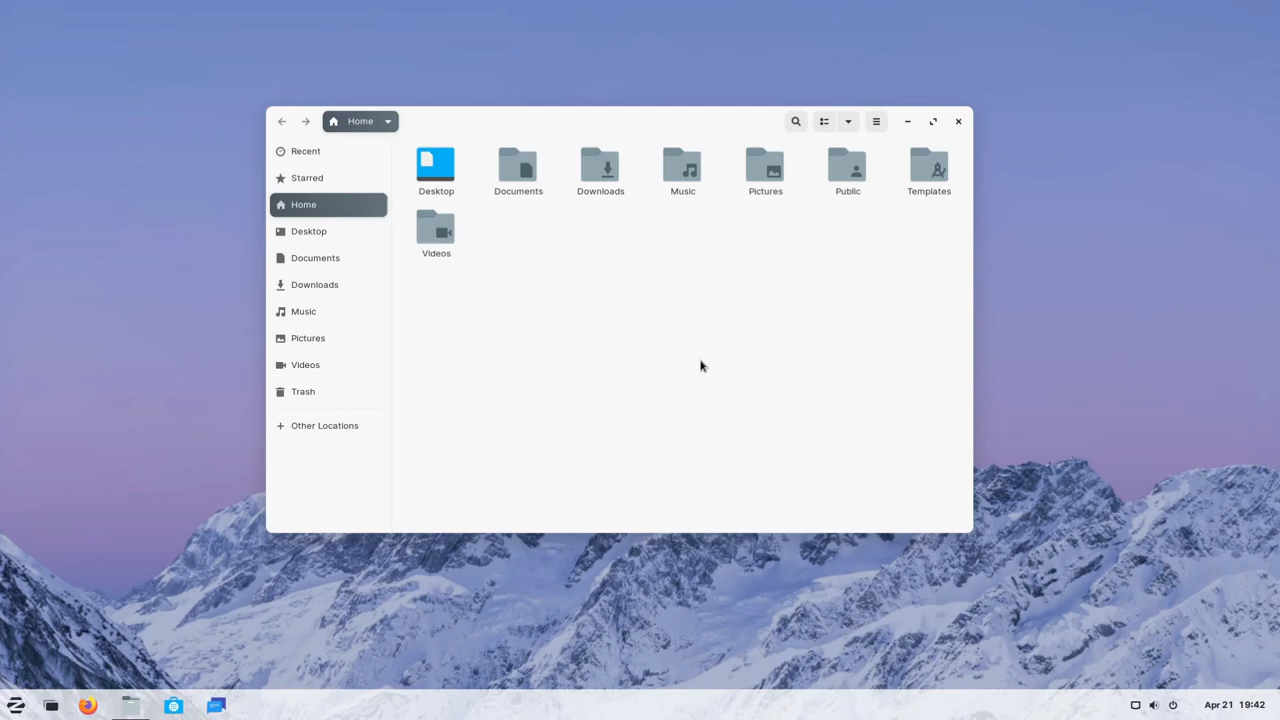 Home
Recent
Starred
Home
Desktop
Documents
Downloads
Music
Pictures
Videos
Trash
Other Locations
Desktop Documents Downloads Music Pictures Public Templates
Videos
Apr 21 19:42